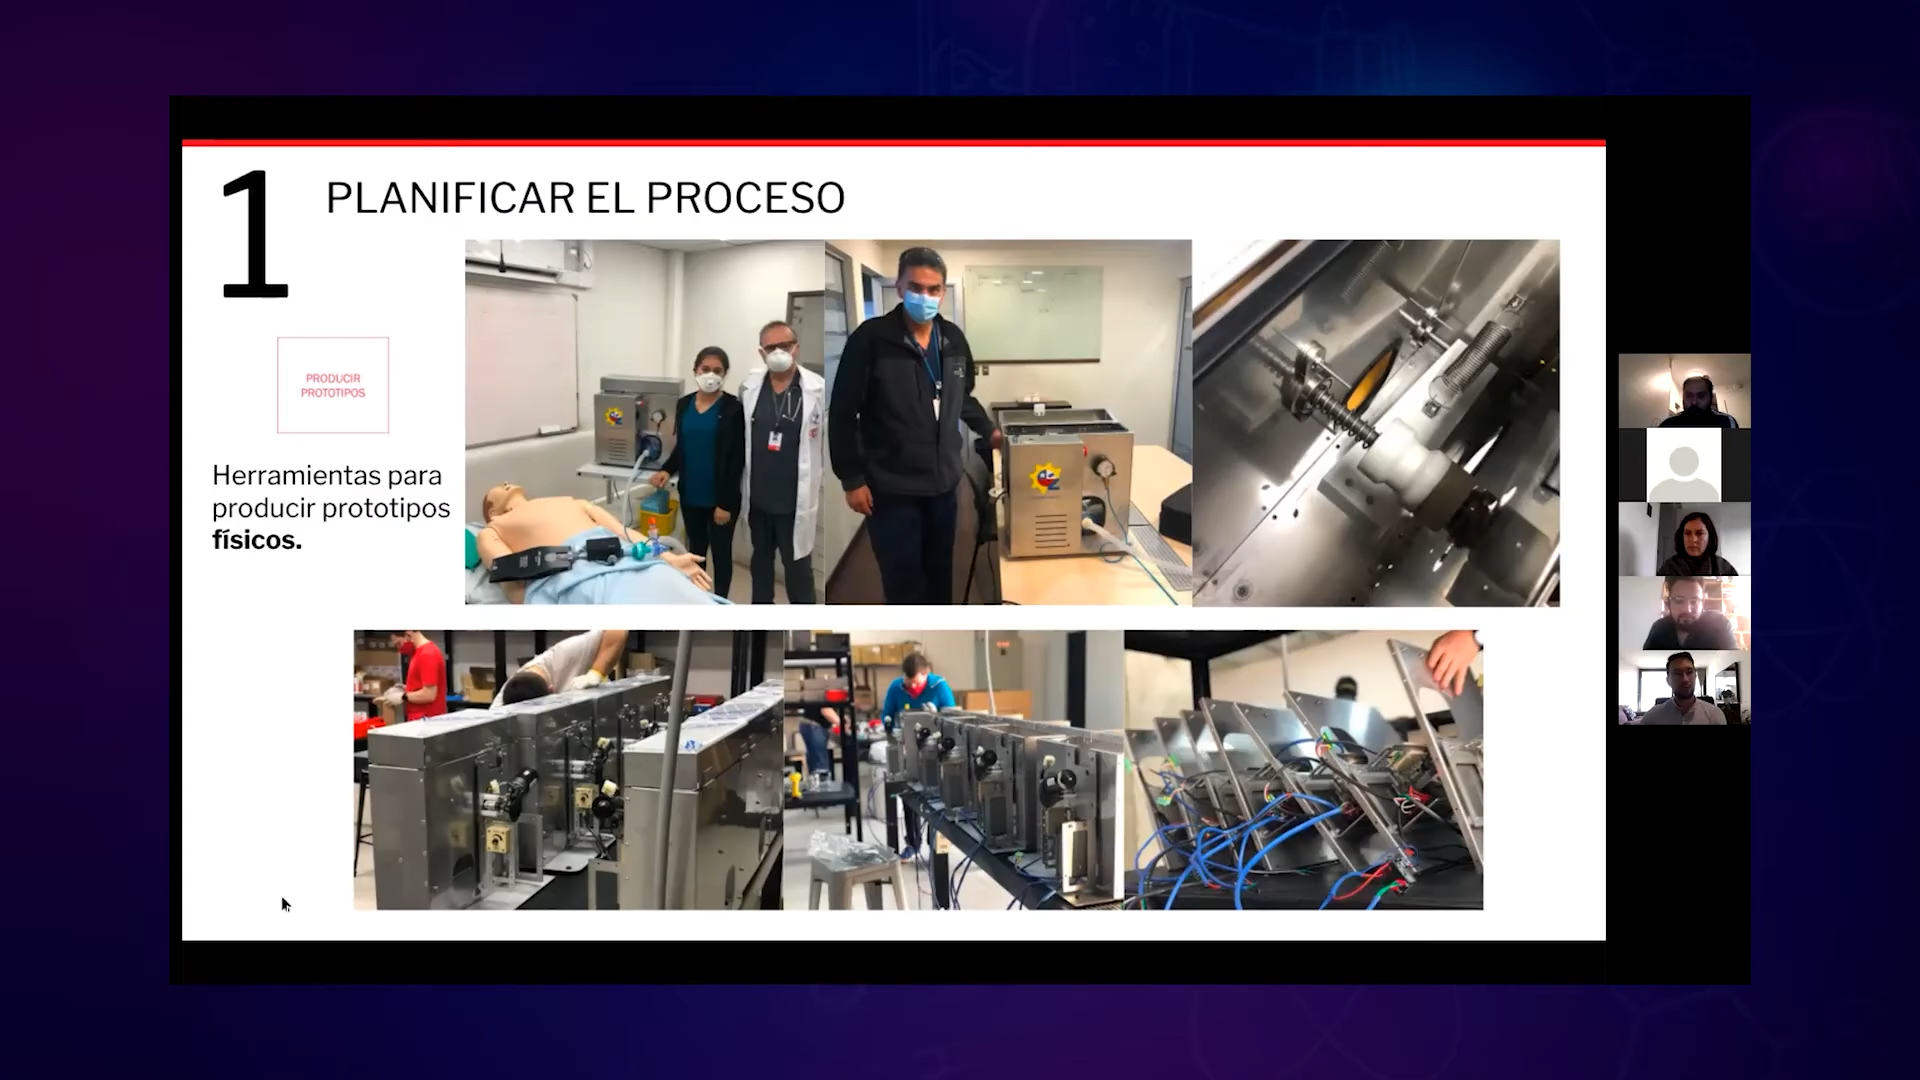 1
PLANIFICAR EL PROCESO
PRODUCIR
PROTOTIPOS
Herramientas para
producir prototipos
físicos.